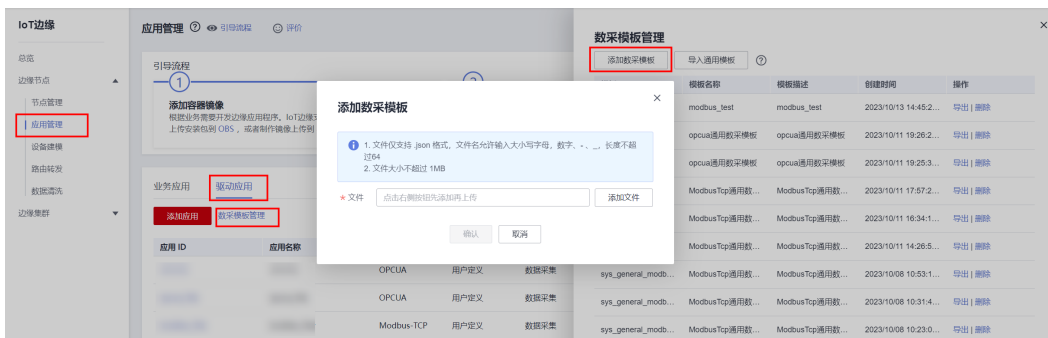 IoT边缘
总览
边缘节点
节点管理
应用管理
设备建模
路由转发
数据清洗
边缘集群
应用管理 ? 引导流程 评价
引导流程
1
添加容器镜像
根据业务需要开发边缘应用程序。IoT边缘
上传安装包到 OBS，或者制作镜像上传到
业务应用 驱动应用
添加应用 数采模板管理
应用 ID 应用名称
OPCUA 用户定义 数据采集
OPCUA 用户定义 数据采集
Modbus-TCP 用户定义 数据采集
添加数采模板 ×
1. 文件仅支持 .json 格式，文件名允许输入大小写字母，数字、-、_，长度不超
过64
2. 文件大小不超过 1MB
* 文件 点击右侧按钮先添加再上传 添加文件
确认 取消
×
数采模板管理
添加数采模板 导入通用模板 ?
模板名称 模板描述 创建时间 操作
modbus_test modbus_test 2023/10/13 14:45:2... 导出 | 删除
opcua通用数采模板 opcua通用数采模板 2023/10/11 19:26:2... 导出 | 删除
opcua通用数采模板 opcua通用数采模板 2023/10/11 19:25:3... 导出 | 删除
ModbusTcp通用数... ModbusTcp通用数... 2023/10/11 17:57:2... 导出 | 删除
ModbusTcp通用数... ModbusTcp通用数... 2023/10/11 16:34:1... 导出 | 删除
ModbusTcp通用数... ModbusTcp通用数... 2023/10/11 14:26:5... 导出 | 删除
sys_general_modb... ModbusTcp通用数... ModbusTcp通用数... 2023/10/08 10:53:1... 导出 | 删除
sys_general_modb... ModbusTcp通用数... ModbusTcp通用数... 2023/10/08 10:31:4... 导出 | 删除
sys_general_modb... ModbusTcp通用数... ModbusTcp通用数... 2023/10/08 10:23:0... 导出 | 删除